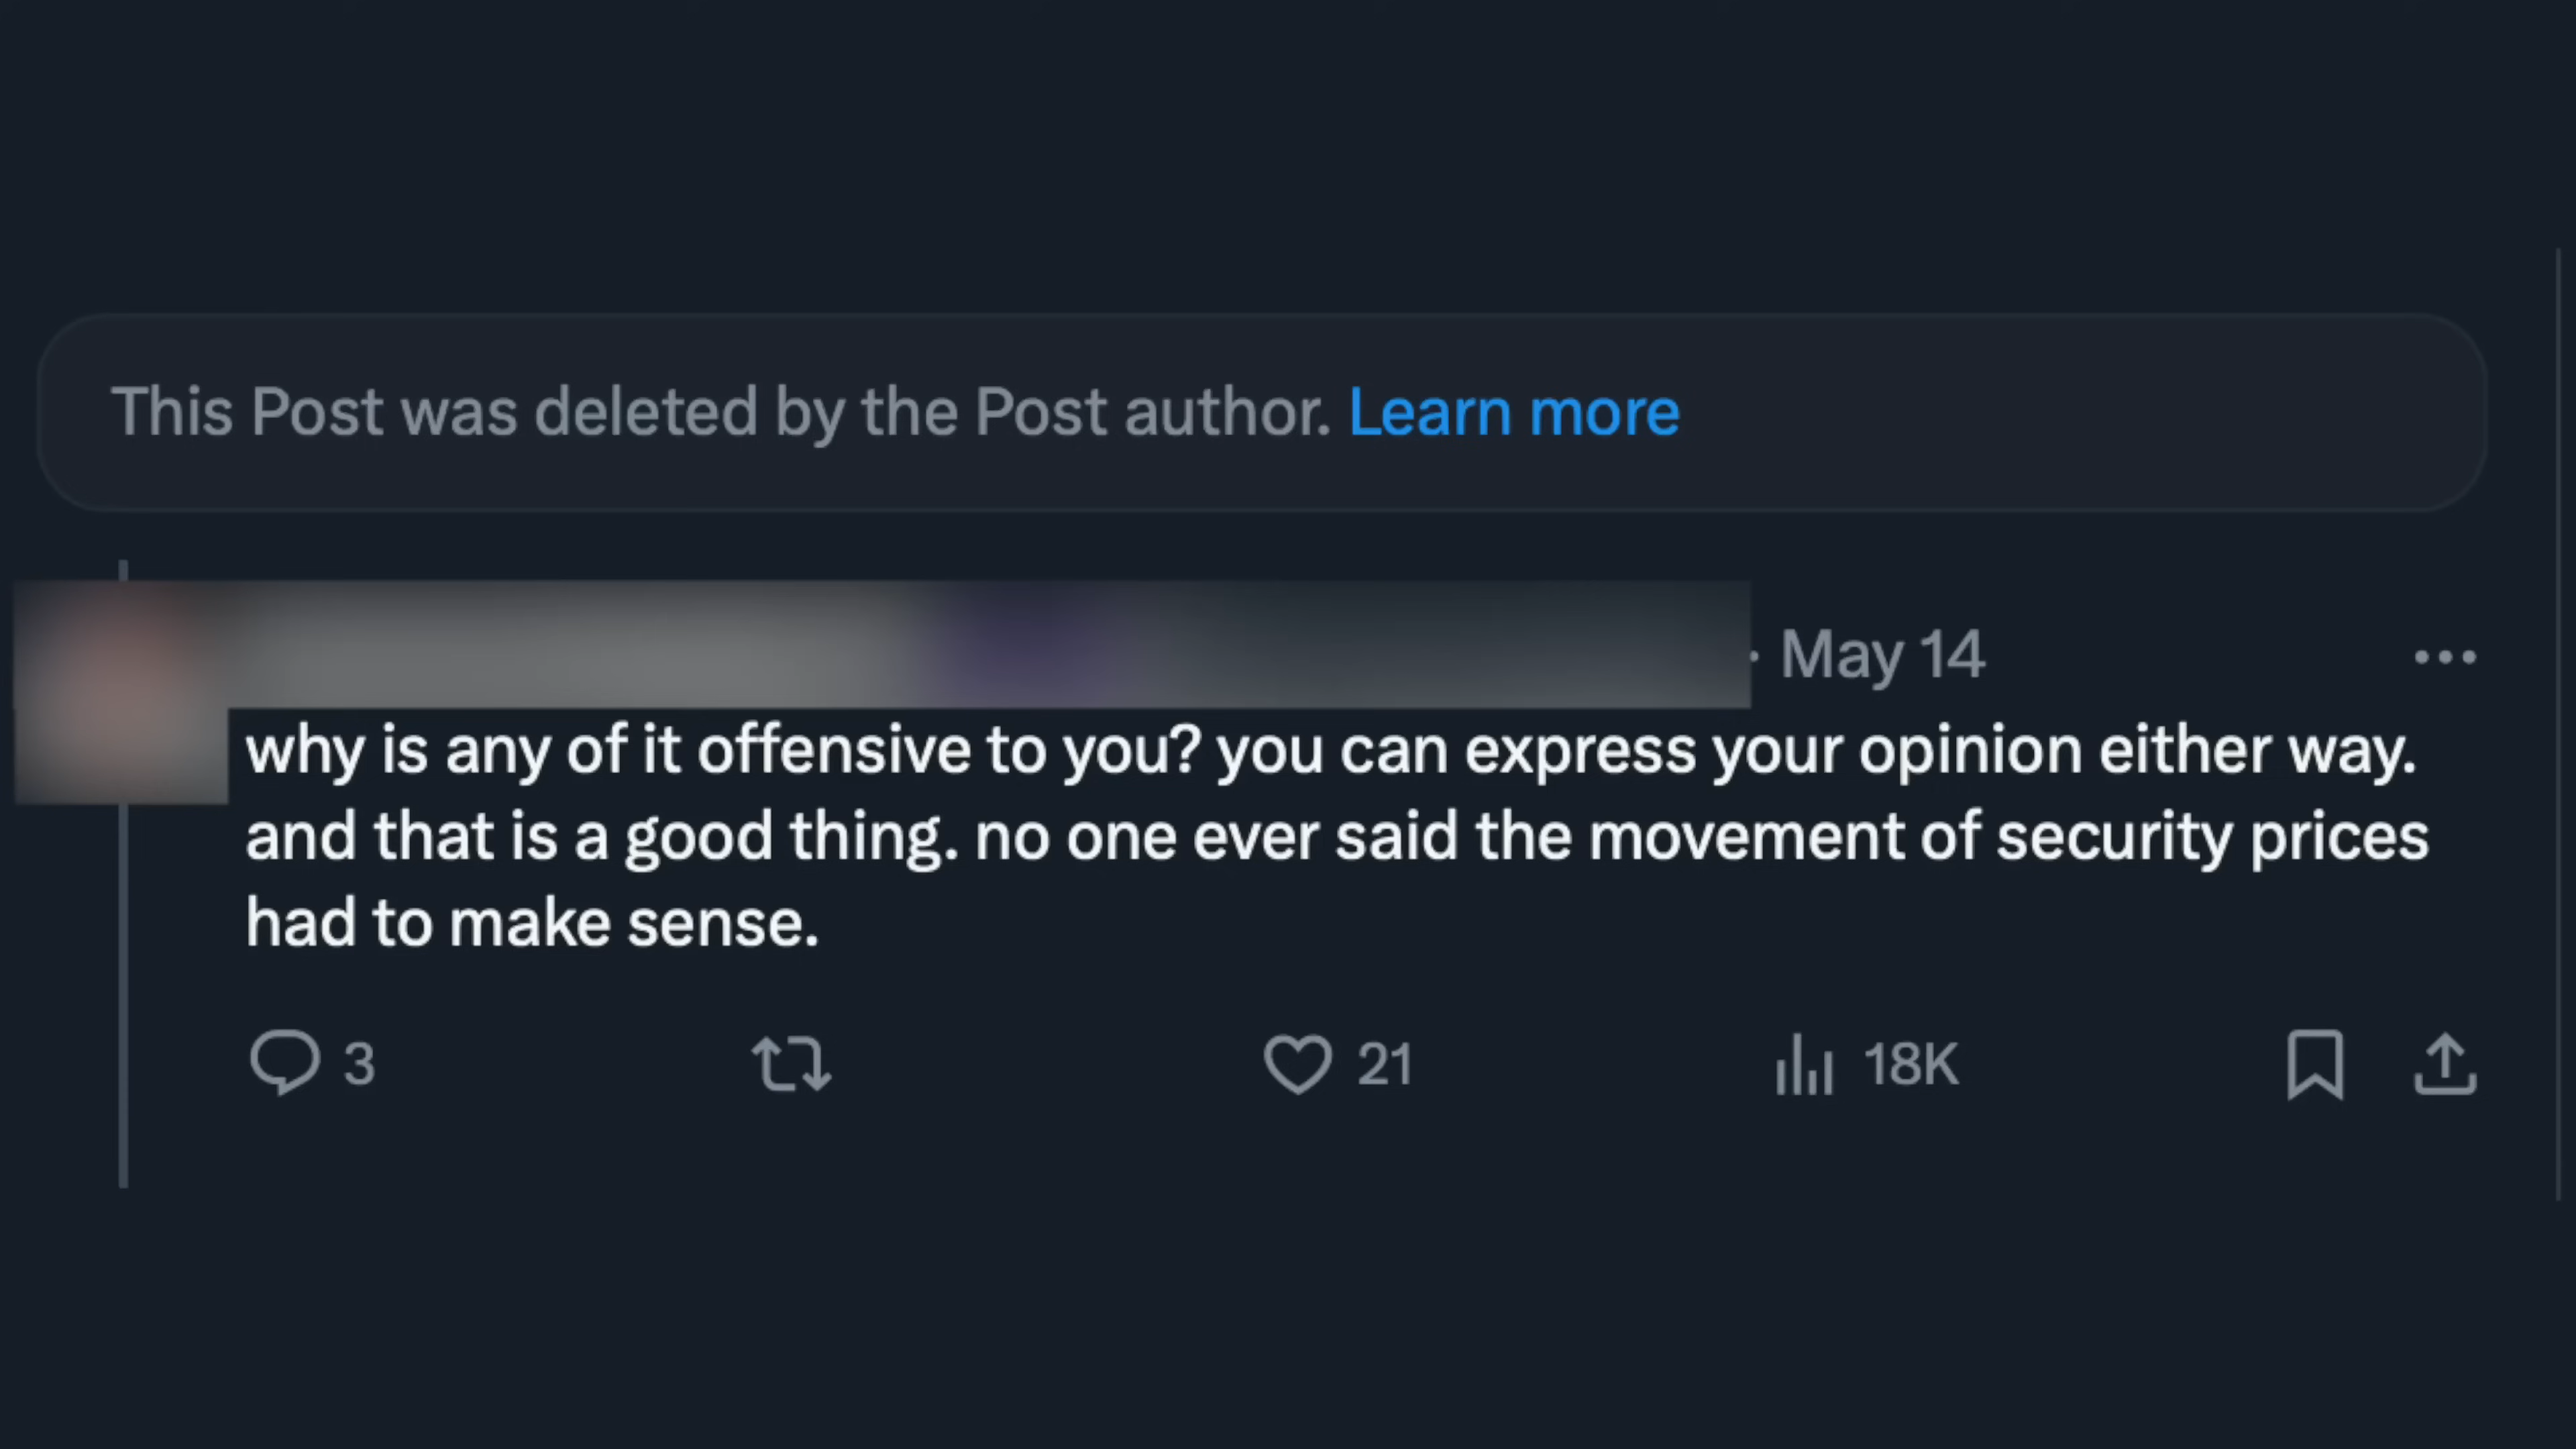 This Post was deleted by the Post author. Learn more
· May 14
why is any of it offensive to you? you can express your opinion either way.
and that is a good thing. no one ever said the movement of security prices
had to make sense.
3 21 18K